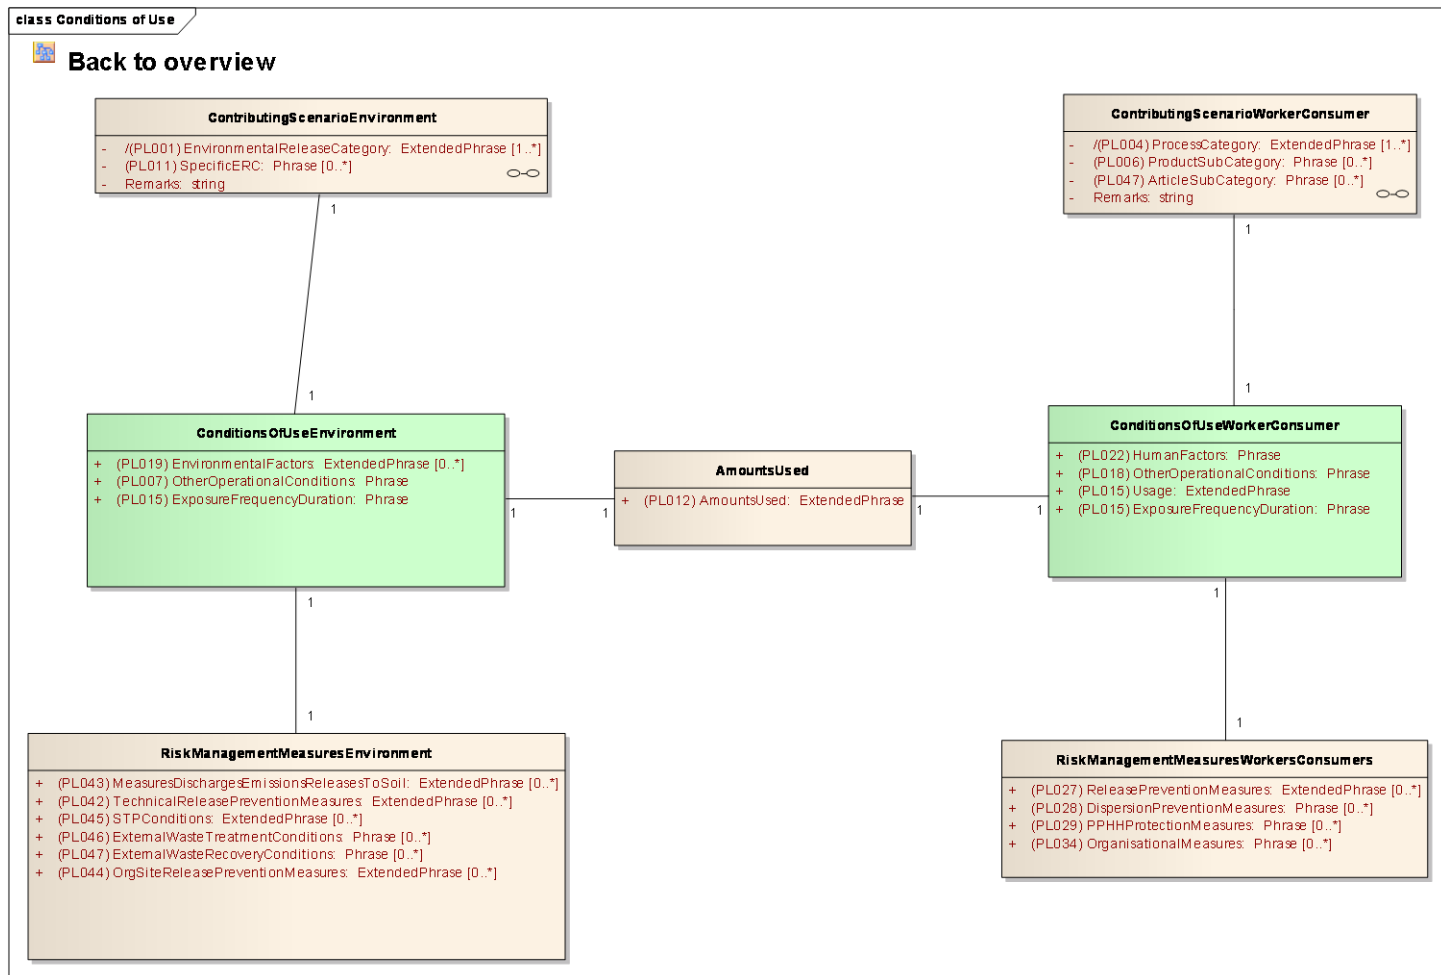 class Conditions of Use
Back to overview
ContributingScenarioEnvironment
- /(PL001) EnvironmentalReleaseCategory: ExtendedPhrase [1..*]
- (PL011) SpecificERC: Phrase [0..*]
- Remarks: string
ContributingScenarioWorkerConsumer
- /(PL004) ProcessCategory: ExtendedPhrase [1..*]
- (PL006) ProductSubCategory: Phrase [0..*]
- (PL047) ArticleSubCategory: Phrase [0..*]
- Remarks: string
1
1
1
1
ConditionsOfUseEnvironment
+ (PL019) EnvironmentalFactors: ExtendedPhrase [0..*]
+ (PL007) OtherOperationalConditions: Phrase
+ (PL015) ExposureFrequencyDuration: Phrase
AmountsUsed
+ (PL012) AmountsUsed: ExtendedPhrase
ConditionsOfUseWorkerConsumer
+ (PL022) HumanFactors: Phrase
+ (PL018) OtherOperationalConditions: Phrase
+ (PL015) Usage: ExtendedPhrase
+ (PL015) ExposureFrequencyDuration: Phrase
1
1
1
1
1
1
1
1
RiskManagementMeasuresEnvironment
+ (PL043) MeasuresDischargesEmissionsReleasesToSoil: ExtendedPhrase [0..*]
+ (PL042) TechnicalReleasePreventionMeasures: ExtendedPhrase [0..*]
+ (PL045) STPConditions: ExtendedPhrase [0..*]
+ (PL046) ExternalWasteTreatmentConditions: Phrase [0..*]
+ (PL047) ExternalWasteRecoveryConditions: Phrase [0..*]
+ (PL044) OrgSiteReleasePreventionMeasures: ExtendedPhrase [0..*]
RiskManagementMeasuresWorkersConsumers
+ (PL027) ReleasePreventionMeasures: ExtendedPhrase [0..*]
+ (PL028) DispersionPreventionMeasures: Phrase [0..*]
+ (PL029) PPHHProtectionMeasures: Phrase [0..*]
+ (PL034) OrganisationalMeasures: Phrase [0..*]